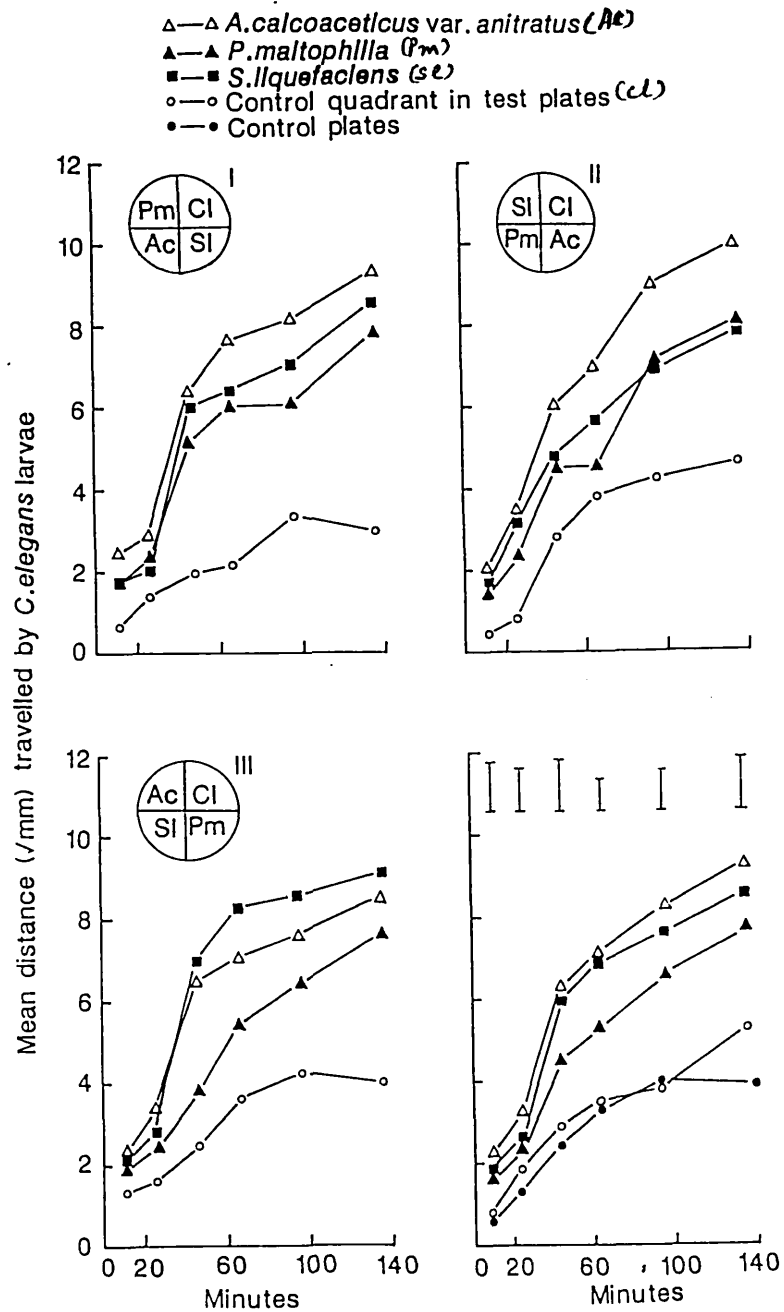 △—△ A.calcoaceticus var. anitratus (Ac)
▲—▲ P.maltophilia (Pm)
■—■ S.liquefaciens (Sl)
○—○ Control quadrant in test plates (cl)
●—● Control plates
12
10
8
6
4
2
0
I
Pm Cl
Ac Sl
II
Sl Cl
Pm Ac
Mean distance (√mm) travelled by C.elegans larvae
12
10
8
6
4
2
0
III
Ac Cl
Sl Pm
0 20 60 100 140
Minutes
0 20 60 100 140
Minutes